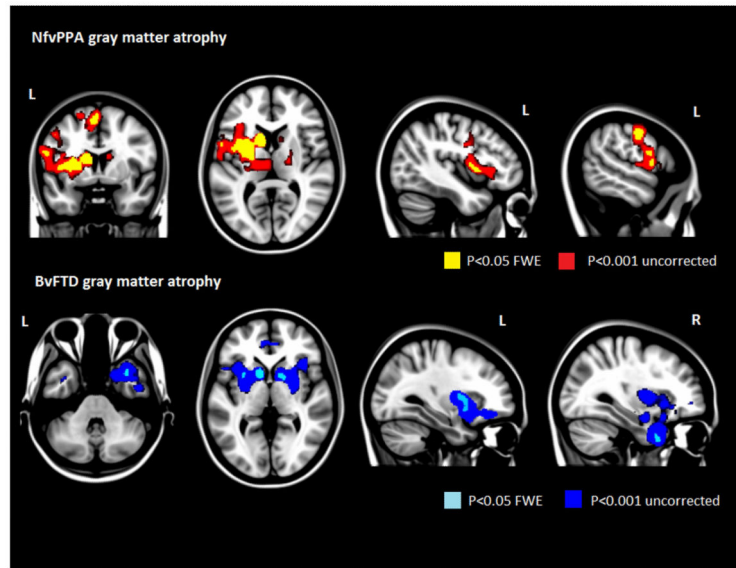 NfvPPA gray matter atrophy
L
L
L
P<0.05 FWE
P<0.001 uncorrected
BvFTD gray matter atrophy
L
L
R
P<0.05 FWE
P<0.001 uncorrected